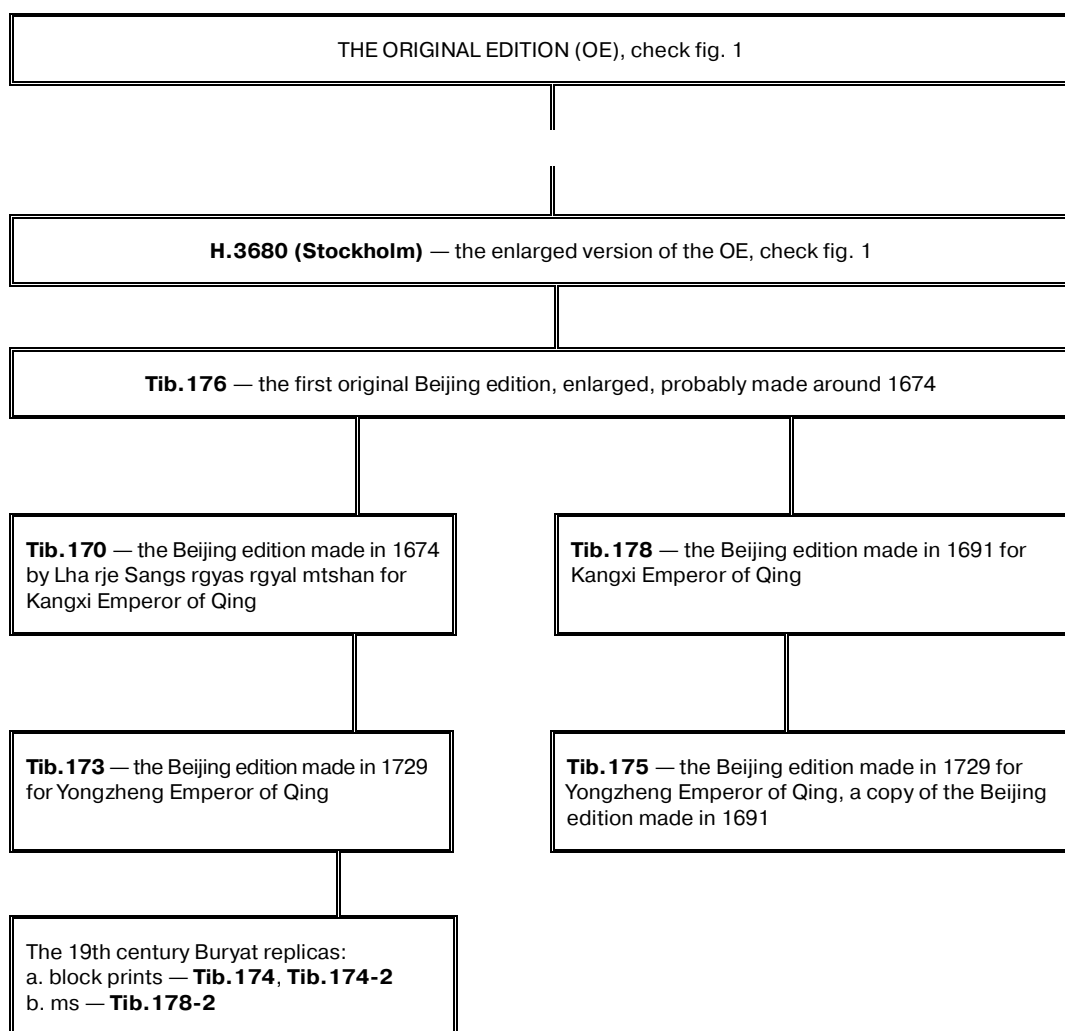 THE ORIGINAL EDITION (OE), check fig. 1
H.3680 (Stockholm) — the enlarged version of the OE, check fig. 1
Tib.176 — the first original Beijing edition, enlarged, probably made around 1674
Tib.170 — the Beijing edition made in 1674
by Lha rje Sangs rgyas rgyal mtshan for
Kangxi Emperor of Qing
Tib.178 — the Beijing edition made in 1691 for
Kangxi Emperor of Qing
Tib.173 — the Beijing edition made in 1729
for Yongzheng Emperor of Qing
Tib.175 — the Beijing edition made in 1729 for
Yongzheng Emperor of Qing, a copy of the Beijing
edition made in 1691
The 19th century Buryat replicas:
a. block prints — Tib.174, Tib.174-2
b. ms — Tib.178-2